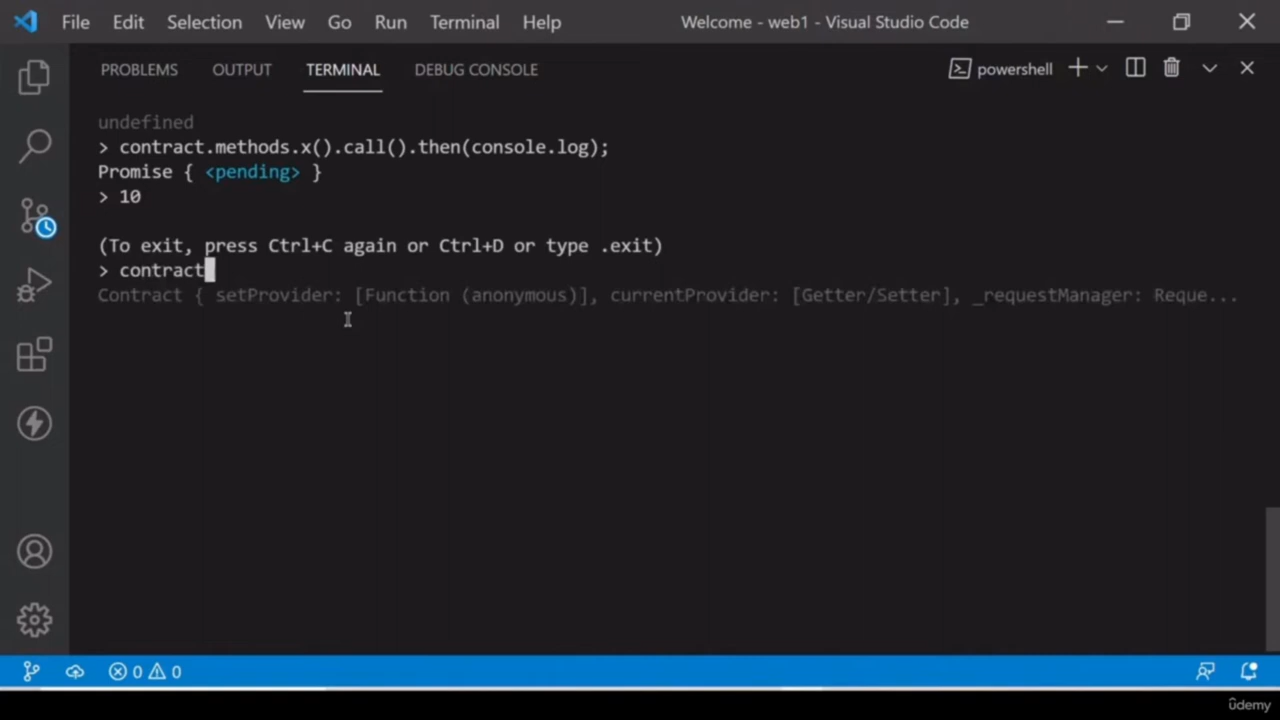 File Edit Selection View Go Run Terminal Help Welcome - web1 - Visual Studio Code
PROBLEMS OUTPUT TERMINAL DEBUG CONSOLE powershell
undefined
> contract.methods.x().call().then(console.log);
Promise { <pending> }
> 10
(To exit, press Ctrl+C again or Ctrl+D or type .exit)
> contract
Contract { setProvider: [Function (anonymous)], currentProvider: [Getter/Setter], _requestManager: Reque...
0 0
ûdemy